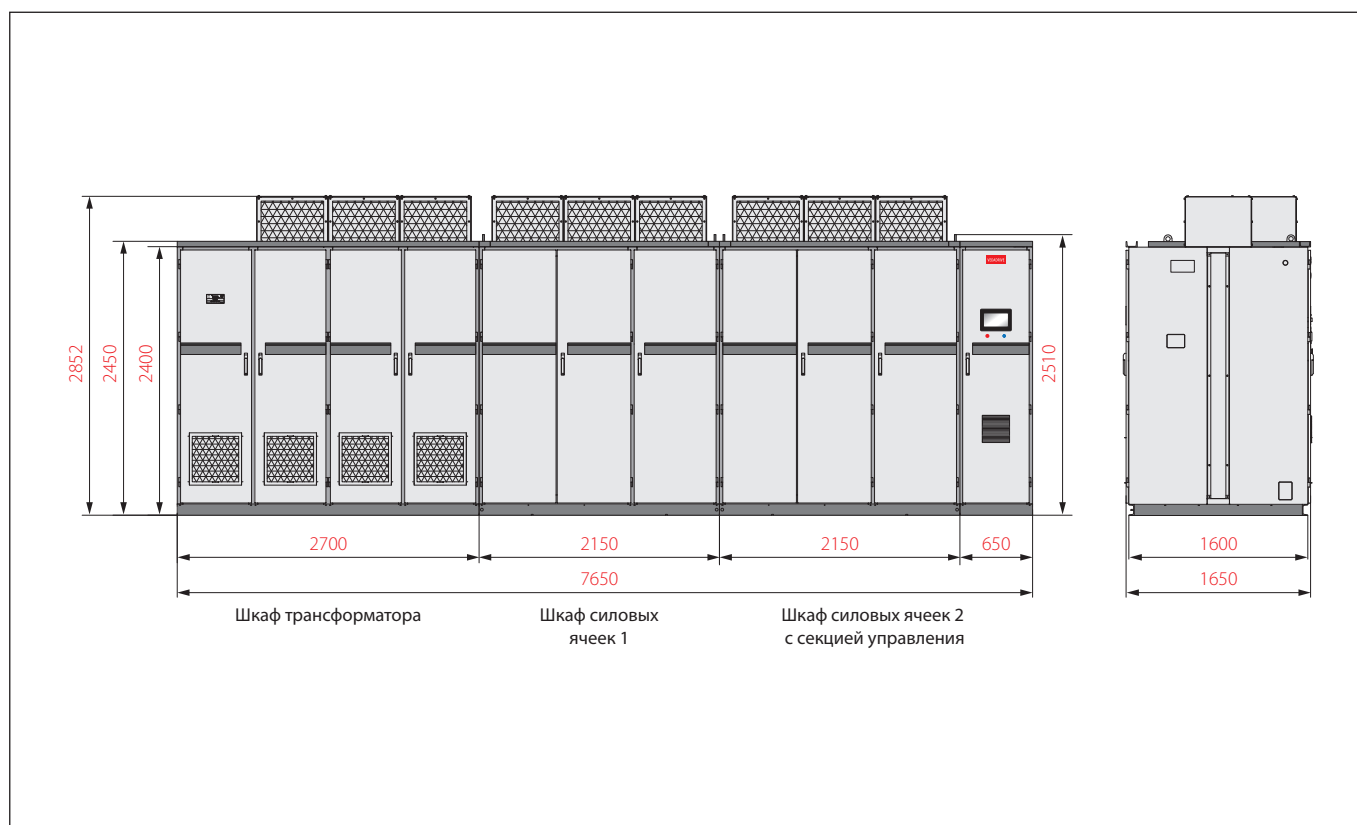 2852
2450
2400
2510
2700
2150
2150
650
1600
7650
1650
Шкаф трансформатора
Шкаф силовых
ячеек 1
Шкаф силовых ячеек 2
с секцией управления